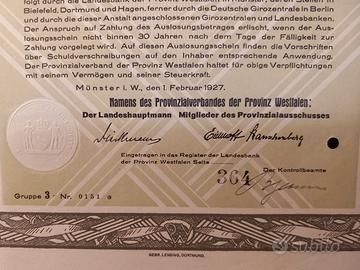 folgt durch die Landesbank der Provinz Westfalen in Münster, deren Stellen in
Bielefeld, Dortmund und Hagen, ferner durch die Deutsche Girozentrale in Berlin
und durch die dieser Anstalt angeschlossenen Girozentralen und Landesbanken.
Der Anspruch auf Zahlung des Auslosungsbetrages erlischt, wenn der Aus-
losungsschein nicht binnen 30 Jahren nach dem Tage der Fälligkeit zur
Zahlung vorgelegt wird. Auf diesen Auslosungsschein finden die Vorschriften
über Schuldverschreibungen auf den Inhaber entsprechende Anwendung.
Der Provinzialverband der Provinz Westfalen haftet für obige Verpflichtungen
mit seinem Vermögen und seiner Steuerkraft.
Münster i. W., den 1. Februar 1927.
Namens des Provinzialverbandes der Provinz Westfalen:
Der Landeshauptmann Mitglieder des Provinzialausschusses
Eingetragen in das Register der Landesbank
der Provinz Westfalen Seite 364
Der Kontrollbeamte
Gruppe 3 · Nr. 0151 a
GEBR. LENSING, DORTMUND.
subito